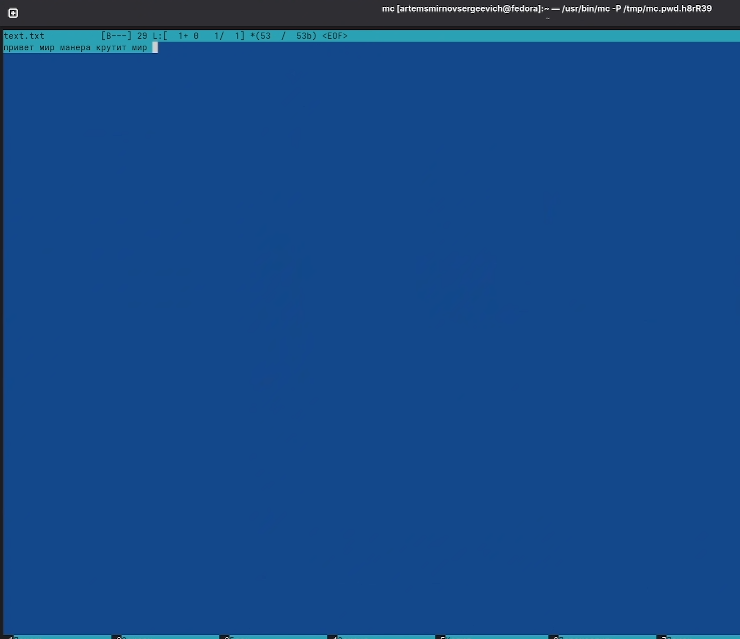 mc [artemsmirnovsergeevich@fedora]:~ — /usr/bin/mc -P /tmp/mc.pwd.h8rR39
text.txt [B---] 29 L:[ 1+ 0 1/ 1] *(53 / 53b) <EOF>
привет мир манера крутит мир